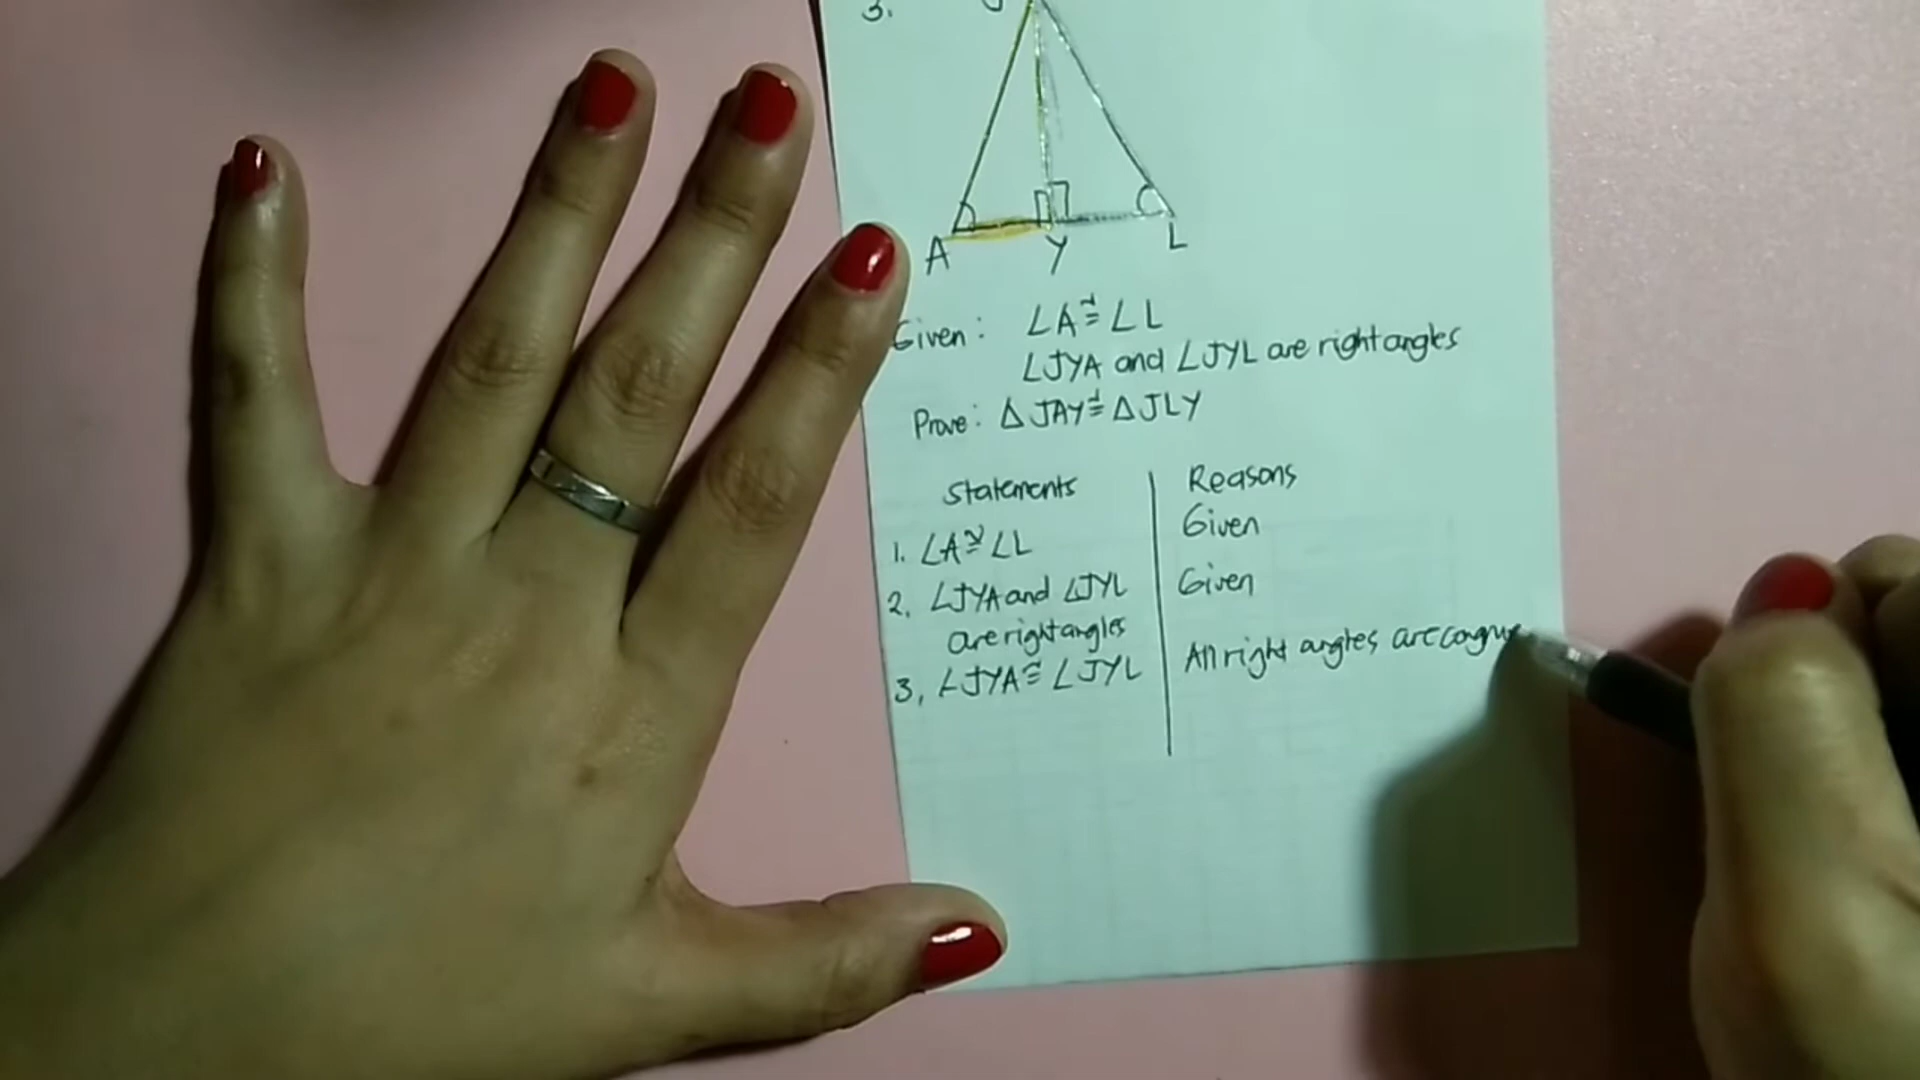 3.
J
A Y L
Given: ∠A ≅ ∠L
∠JYA and ∠JYL are right angles
Prove: △JAY ≅ △JLY
Statements Reasons
1. ∠A ≅ ∠L Given
2. ∠JYA and ∠JYL Given
are right angles
3. ∠JYA ≅ ∠JYL All right angles are congrue